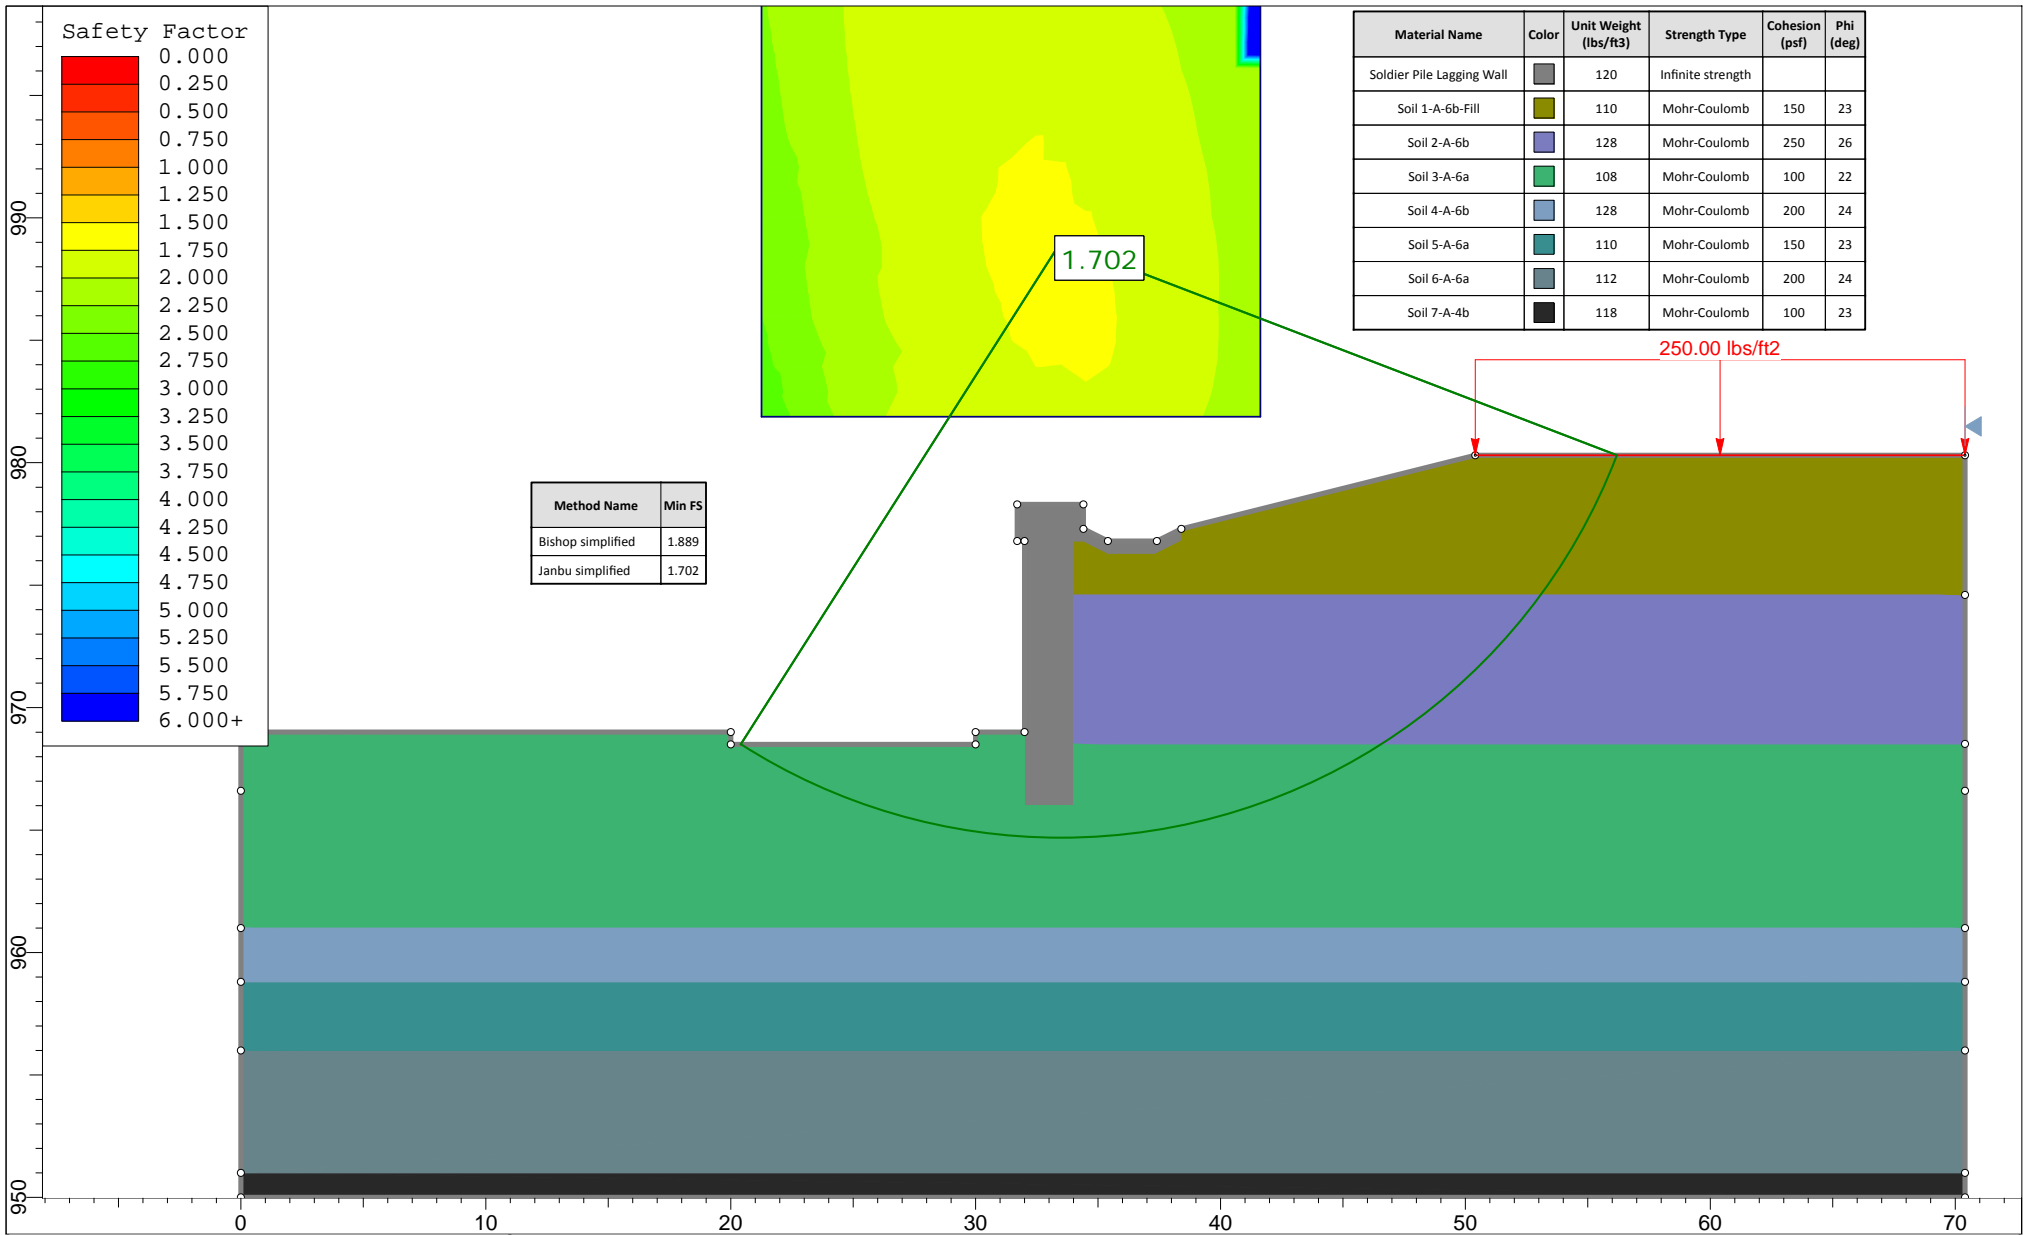 Safety Factor
0.000
0.250
0.500
0.750
1.000
1.250
1.500
1.750
2.000
2.250
2.500
2.750
3.000
3.250
3.500
3.750
4.000
4.250
4.500
4.750
5.000
5.250
5.500
5.750
6.000+
Material Name Color Unit Weight (lbs/ft3) Strength Type Cohesion (psf) Phi (deg)
Soldier Pile Lagging Wall 120 Infinite strength
Soil 1-A-6b-Fill 110 Mohr-Coulomb 150 23
Soil 2-A-6b 128 Mohr-Coulomb 250 26
Soil 3-A-6a 108 Mohr-Coulomb 100 22
Soil 4-A-6b 128 Mohr-Coulomb 200 24
Soil 5-A-6a 110 Mohr-Coulomb 150 23
Soil 6-A-6a 112 Mohr-Coulomb 200 24
Soil 7-A-4b 118 Mohr-Coulomb 100 23
1.702
250.00 lbs/ft2
Method Name Min FS
Bishop simplified 1.889
Janbu simplified 1.702
990
980
970
960
950
0 10 20 30 40 50 60 70